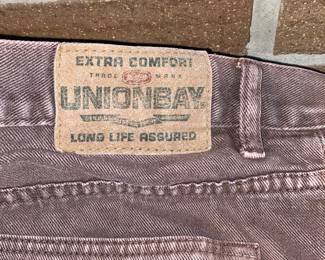 EXTRA COMFORT
TRADE MARK
UNIONBAY.
LONG LIFE ASSURED